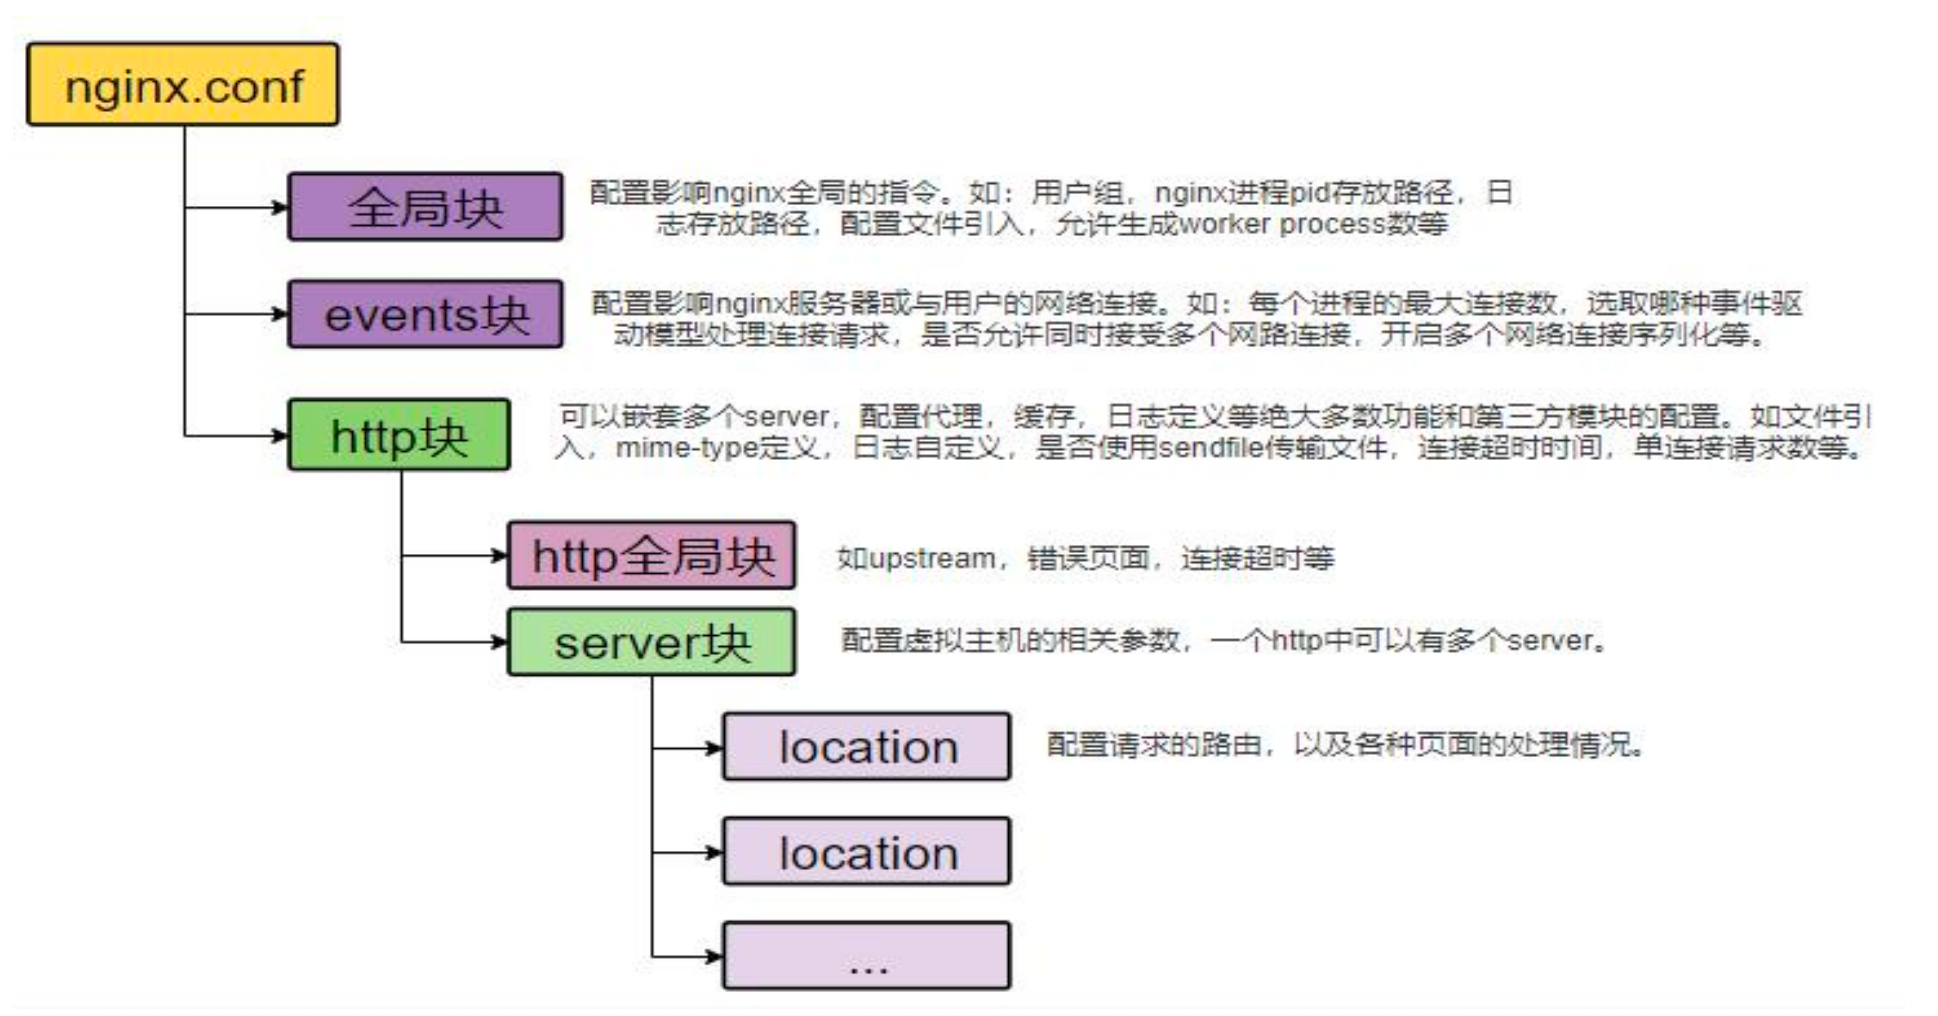 nginx.conf
全局块
配置影响nginx全局的指令。如：用户组，nginx进程pid存放路径，日
志存放路径，配置文件引入，允许生成worker process数等
events块
配置影响nginx服务器或与用户的网络连接。如：每个进程的最大连接数，选取哪种事件驱
动模型处理连接请求，是否允许同时接受多个网路连接，开启多个网络连接序列化等。
http块
可以嵌套多个server，配置代理，缓存，日志定义等绝大多数功能和第三方模块的配置。如文件引
入，mime-type定义，日志自定义，是否使用sendfile传输文件，连接超时时间，单连接请求数等。
http全局块
如upstream，错误页面，连接超时等
server块
配置虚拟主机的相关参数，一个http中可以有多个server。
location
配置请求的路由，以及各种页面的处理情况。
location
...